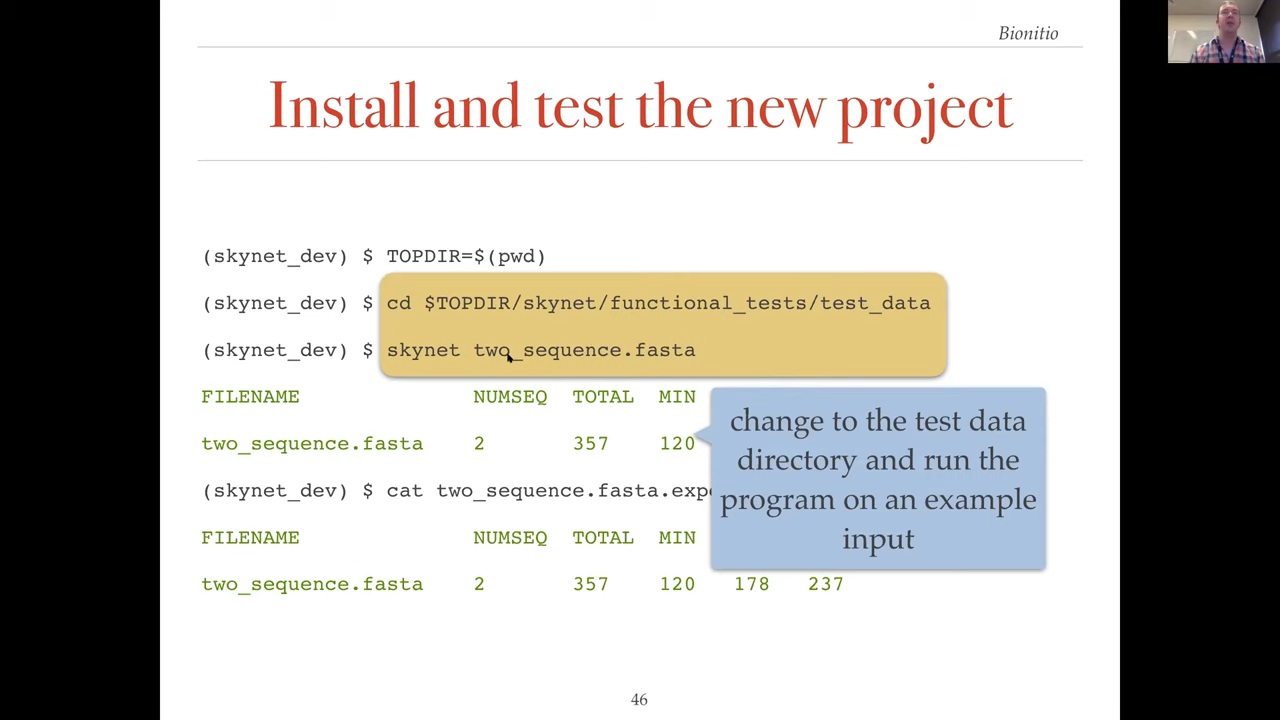 Bionitio
Install and test the new project
(skynet_dev) $ TOPDIR=$(pwd)
(skynet_dev) $ cd $TOPDIR/skynet/functional_tests/test_data
(skynet_dev) $ skynet two_sequence.fasta
FILENAME NUMSEQ TOTAL MIN
two_sequence.fasta 2 357 120
(skynet_dev) $ cat two_sequence.fasta.exp
FILENAME NUMSEQ TOTAL MIN
two_sequence.fasta 2 357 120 178 237
change to the test data
directory and run the
program on an example
input
46